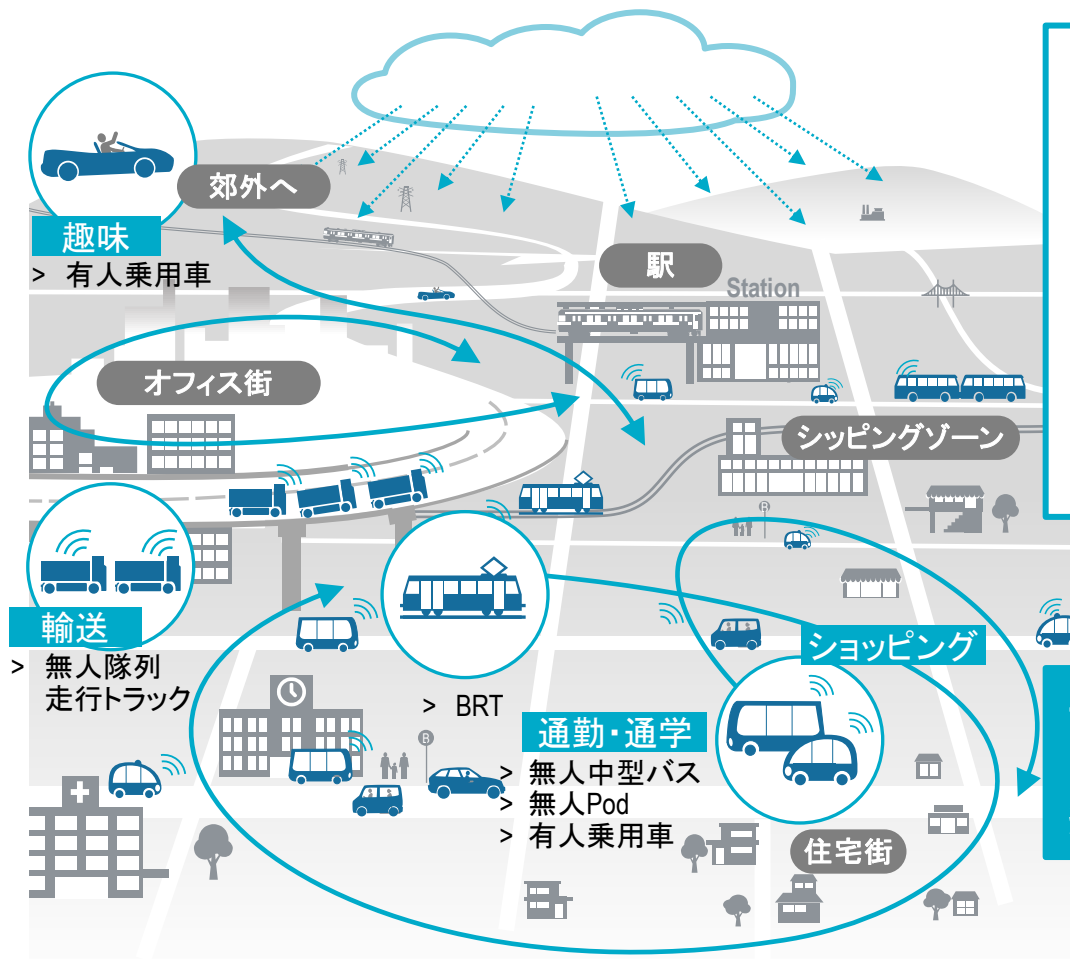 郊外へ
趣味
> 有人乗用車
駅
Station
オフィス街
シッピングゾーン
B
輸送
> 無人隊列
走行トラック
> BRT
ショッピング
通勤・通学
> 無人中型バス
> 無人Pod
> 有人乗用車
B
住宅街